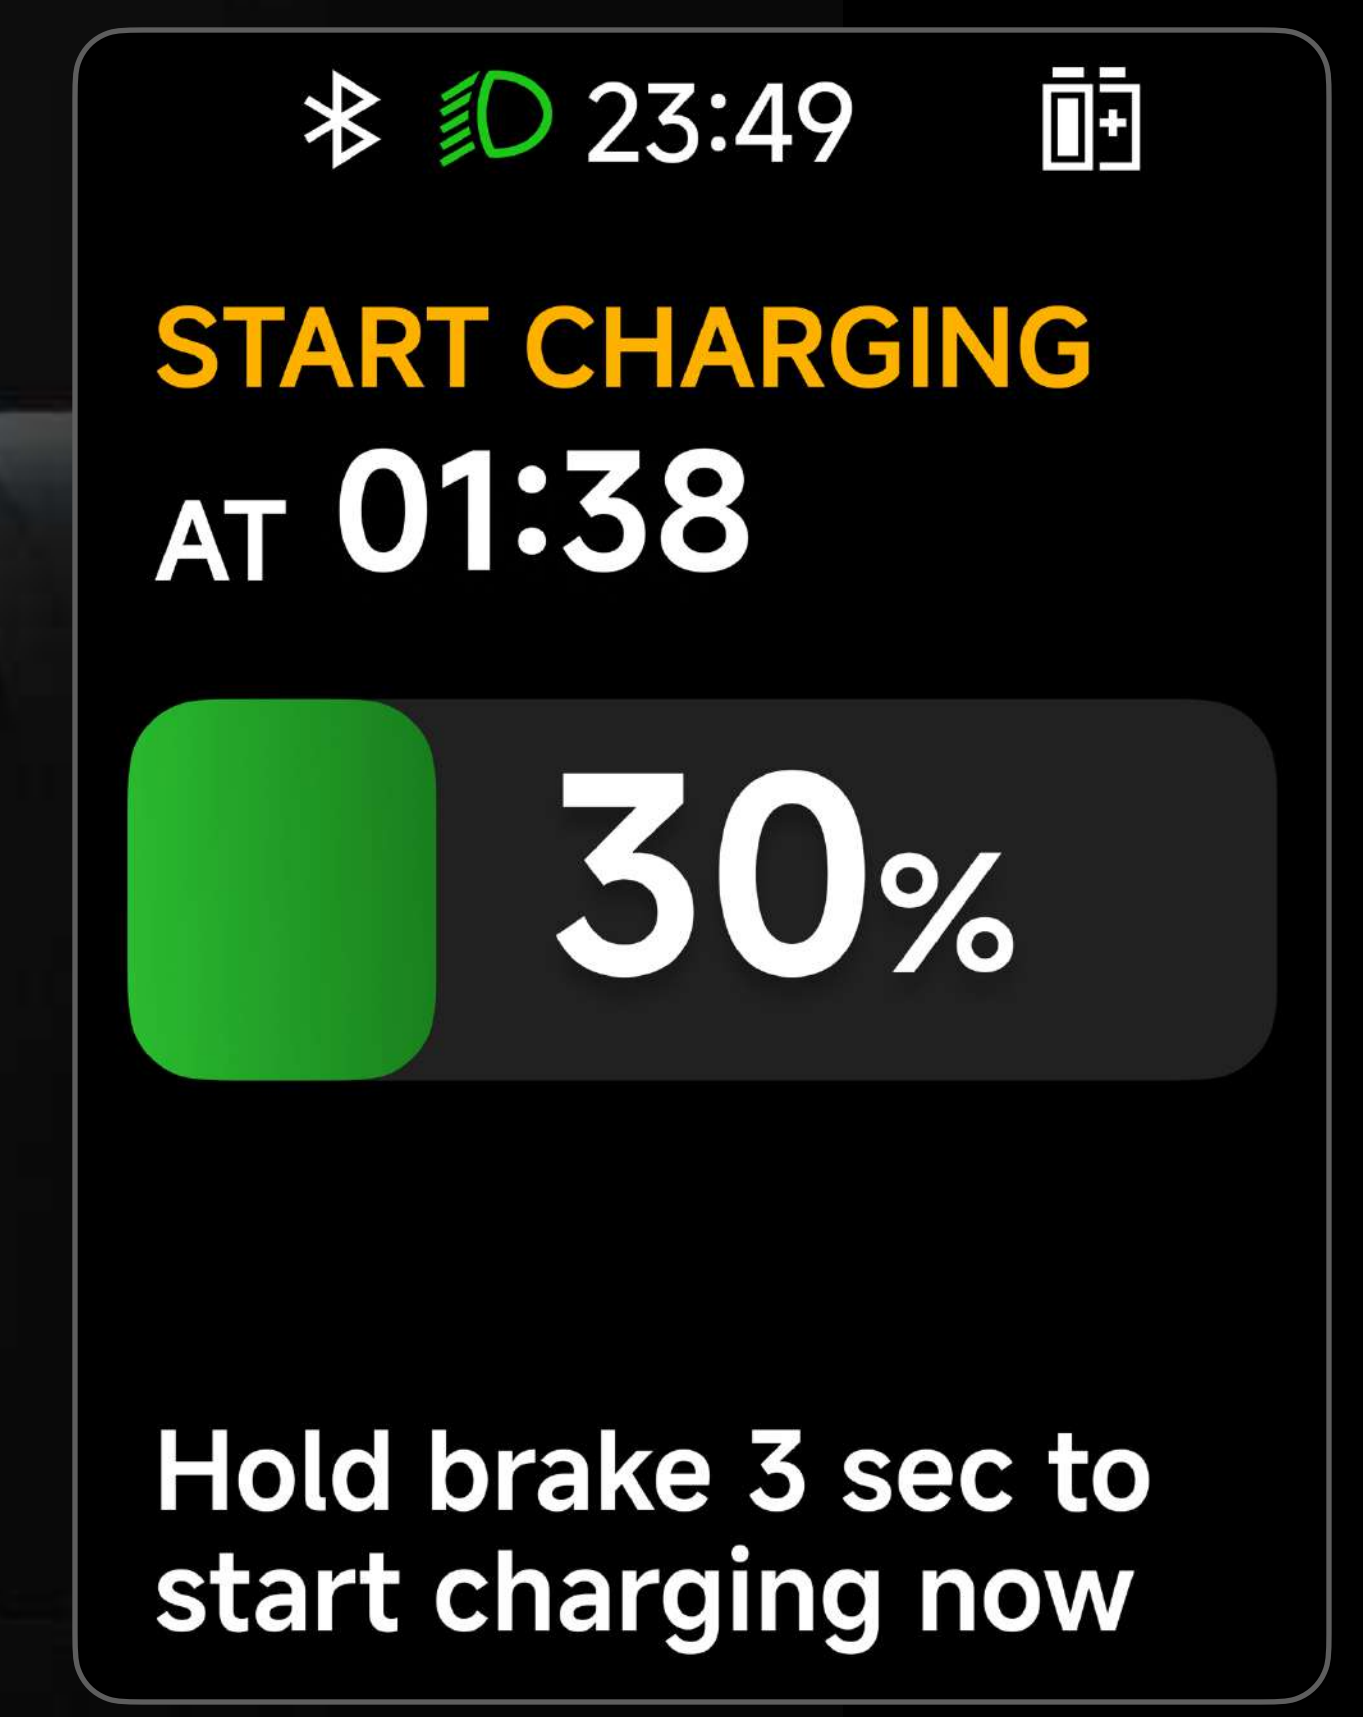 23:49
START CHARGING
AT 01:38
30%
Hold brake 3 sec to
start charging now